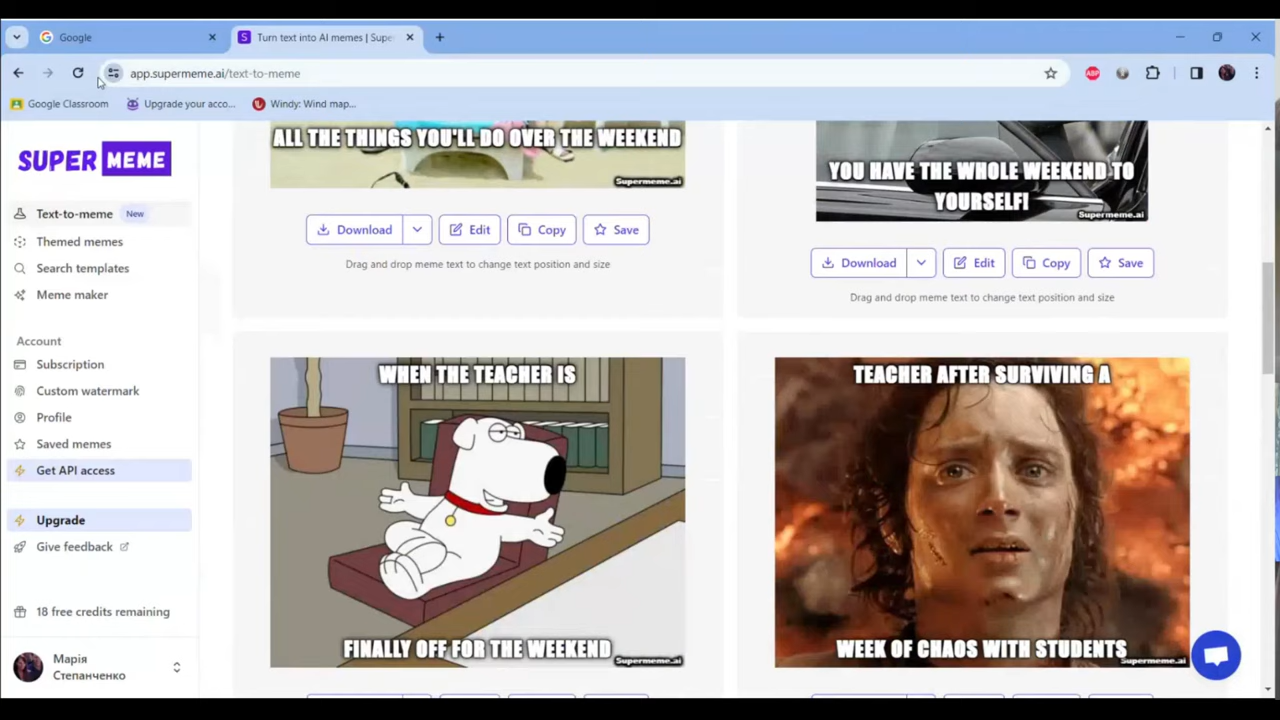 Google
Turn text into AI memes | Supe
app.supermeme.ai/text-to-meme
ABP
Google Classroom
Upgrade your acco...
Windy: Wind map...
SUPER MEME
Text-to-meme New
Themed memes
Search templates
Meme maker
Account
Subscription
Custom watermark
Profile
Saved memes
Get API access
Upgrade
Give feedback
18 free credits remaining
Марія
Степанченко
ALL THE THINGS YOU'LL DO OVER THE WEEKEND
Supermeme.ai
Download
Edit
Copy
Save
Drag and drop meme text to change text position and size
YOU HAVE THE WHOLE WEEKEND TO
YOURSELF!
Supermeme.ai
Download
Edit
Copy
Save
Drag and drop meme text to change text position and size
WHEN THE TEACHER IS
FINALLY OFF FOR THE WEEKEND
Supermeme.ai
TEACHER AFTER SURVIVING A
WEEK OF CHAOS WITH STUDENTS
Supermeme.ai